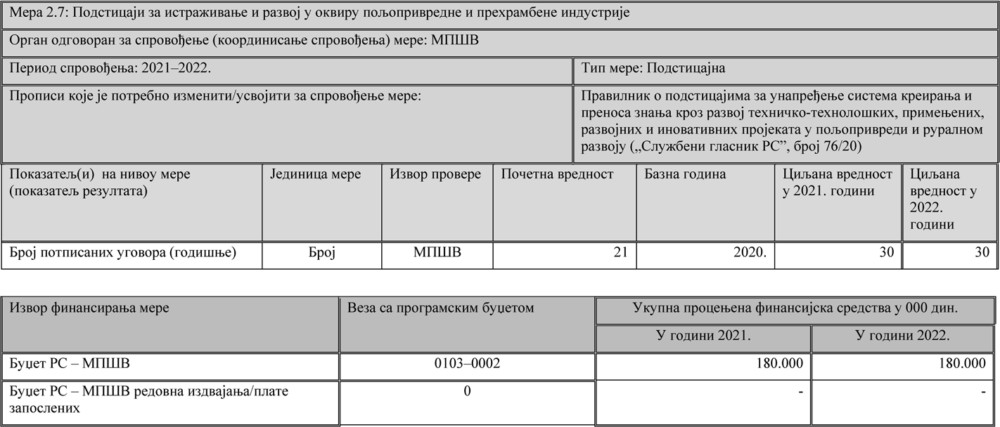 Мера 2.7: Подстицаји за истраживање и развој у оквиру пољопривредне и прехрамбене индустрије
Орган одговоран за спровођење (координисање спровођења) мере: МПШВ
Период спровођења: 2021–2022.
Тип мере: Подстицајна
Прописи које је потребно изменити/усвојити за спровођење мере:
Правилник о подстицајима за унапређење система креирања и
преноса знања кроз развој техничко-технолошких, примењених,
развојних и иновативних пројеката у пољопривреди и руралном
развоју („Службени гласник РС”, број 76/20)
Показатељ(и) на нивоу мере
(показатељ резултата)
Јединица мере
Извор провере
Почетна вредност
Базна година
Циљана вредност
у 2021. години
Циљана
вредност у
2022.
години
Број потписаних уговора (годишње)
Број
МПШВ
21
2020.
30
30
Извор финансирања мере
Веза са програмским буџетом
Укупна процењена финансијска средства у 000 дин.
У години 2021.
У години 2022.
Буџет РС – МПШВ
0103–0002
180.000
180.000
Буџет РС – МПШВ редовна издвајања/плате
запослених
0
-
-